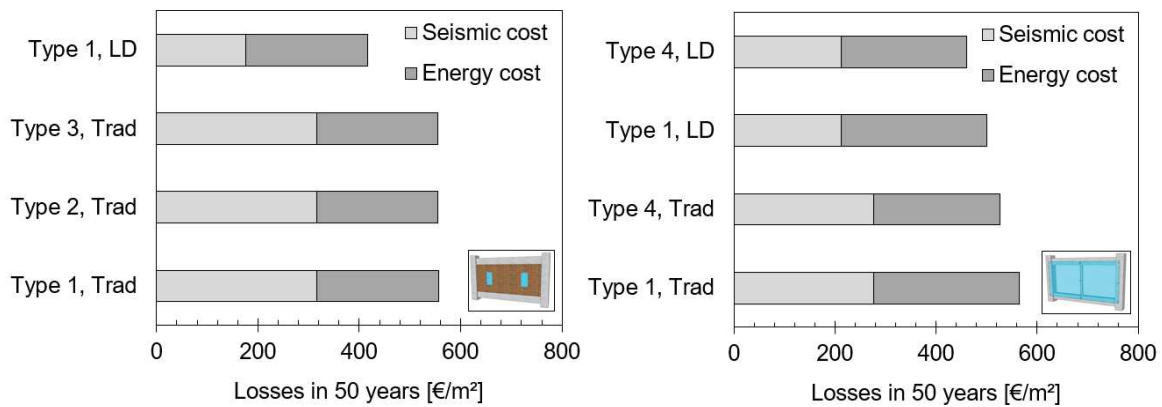 Type 1, LD
Type 3, Trad
Type 2, Trad
Type 1, Trad
Seismic cost
Energy cost
0 200 400 600 800
Losses in 50 years [€/m²]
Type 4, LD
Type 1, LD
Type 4, Trad
Type 1, Trad
Seismic cost
Energy cost
0 200 400 600 800
Losses in 50 years [€/m²]